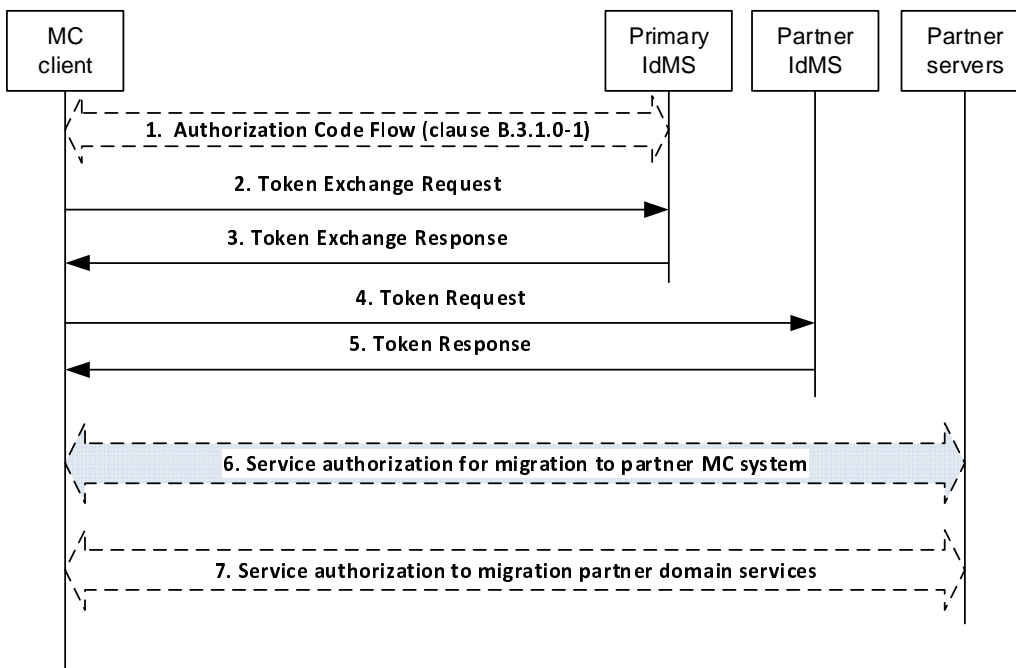 MC
client
Primary
IdMS
Partner
IdMS
Partner
servers
1. Authorization Code Flow (clause B.3.1.0-1)
2. Token Exchange Request
3. Token Exchange Response
4. Token Request
5. Token Response
6. Service authorization for migration to partner MC system
7. Service authorization to migration partner domain services